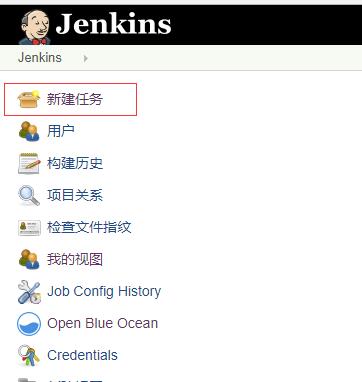 Jenkins
Jenkins
新建任务
用户
构建历史
项目关系
检查文件指纹
我的视图
Job Config History
Open Blue Ocean
Credentials